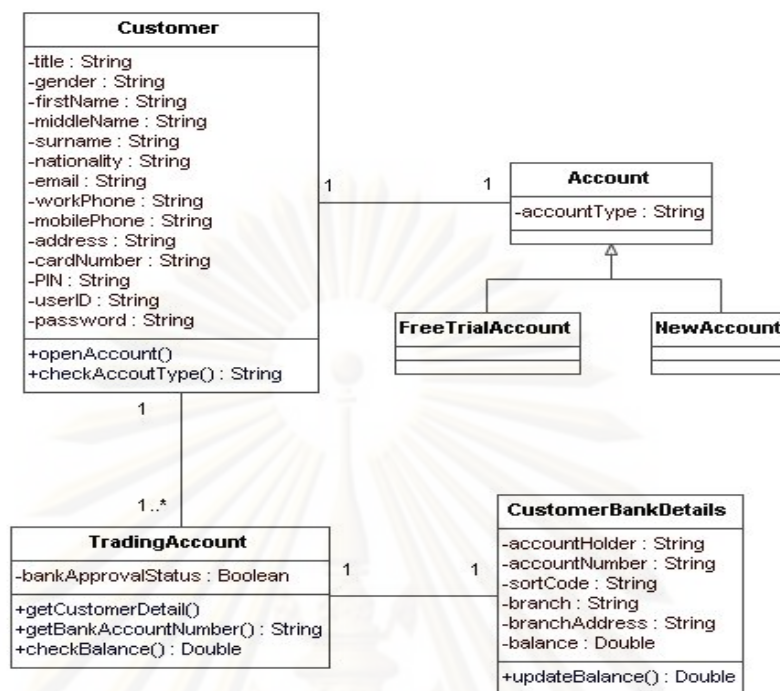 Customer
-title : String
-gender : String
-firstName : String
-middleName : String
-surname : String
-nationality : String
-email : String
-workPhone : String
-mobilePhone : String
-address : String
-cardNumber : String
-PIN : String
-userID : String
-password : String
+openAccount()
+checkAccoutType() : String
1
1
Account
-accountType : String
FreeTrialAccount
NewAccount
1
1..*
TradingAccount
-bankApprovalStatus : Boolean
+getCustomerDetail()
+getBankAccountNumber() : String
+checkBalance() : Double
1
1
CustomerBankDetails
-accountHolder : String
-accountNumber : String
-sortCode : String
-branch : String
-branchAddress : String
-balance : Double
+updateBalance() : Double